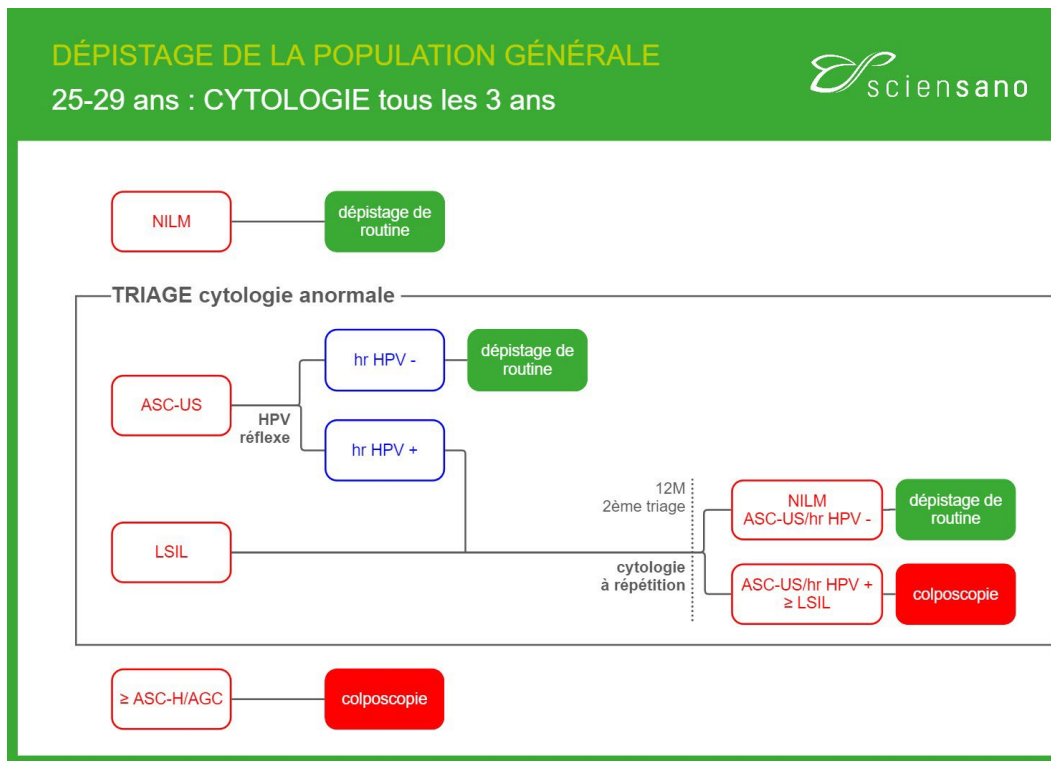 DÉPISTAGE DE LA POPULATION GÉNÉRALE
25-29 ans : CYTOLOGIE tous les 3 ans
sciensano
NILM
dépistage de
routine
TRIAGE cytologie anormale
ASC-US
HPV
réflexe
hr HPV -
dépistage de
routine
hr HPV +
LSIL
12M
2ème triage
cytologie
à répétition
NILM
ASC-US/hr HPV -
dépistage de
routine
ASC-US/hr HPV +
≥ LSIL
colposcopie
≥ ASC-H/AGC
colposcopie